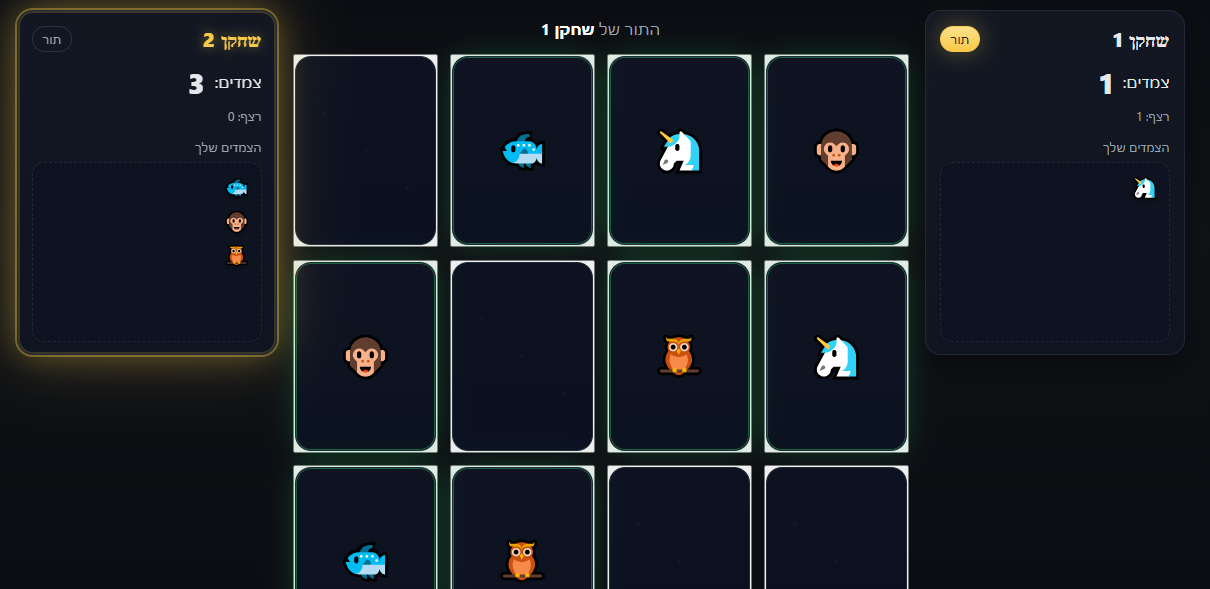 התור של שחקן 1
שחקן 1
תור
צמדים: 1
רצף: 1
הצמדים שלך
שחקן 2
תור
צמדים: 3
רצף: 0
הצמדים שלך